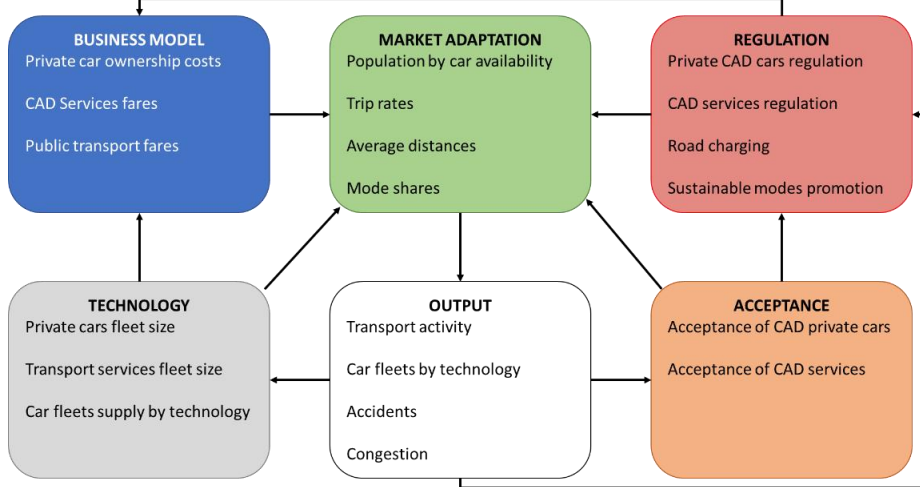 BUSINESS MODEL
Private car ownership costs
CAD Services fares
Public transport fares
MARKET ADAPTATION
Population by car availability
Trip rates
Average distances
Mode shares
REGULATION
Private CAD cars regulation
CAD services regulation
Road charging
Sustainable modes promotion
TECHNOLOGY
Private cars fleet size
Transport services fleet size
Car fleets supply by technology
OUTPUT
Transport activity
Car fleets by technology
Accidents
Congestion
ACCEPTANCE
Acceptance of CAD private cars
Acceptance of CAD services